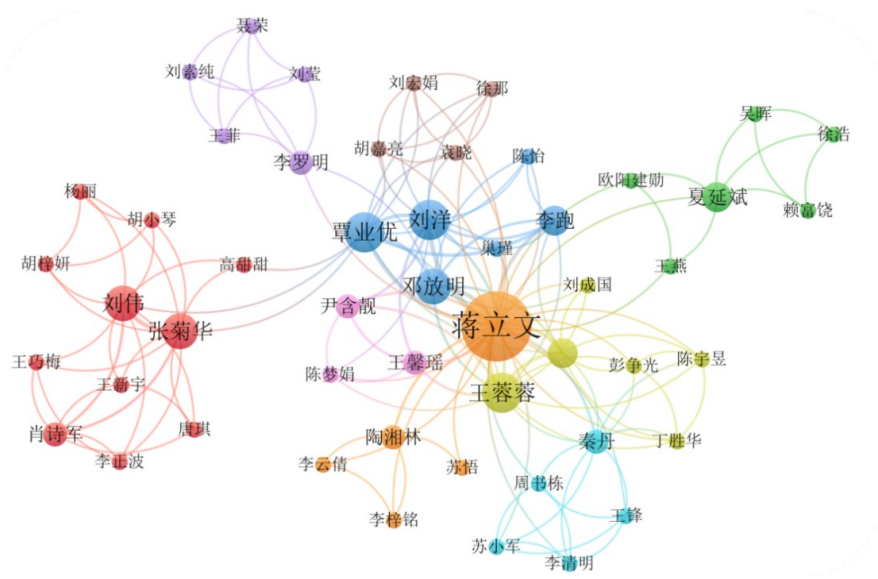 聂荣
刘素纯
刘莹
王菲
李罗明
刘宏娟
徐那
胡嘉亮
袁晓
陈怡
吴晖
徐浩
欧阳建勋
夏延斌
赖富饶
王燕
杨丽
胡小琴
胡梓妍
高甜甜
刘伟
张菊华
王巧梅
王新宇
肖诗军
唐琪
李正波
覃业优
刘洋
李跑
巢瑾
邓放明
尹含靓
刘成国
蒋立文
陈梦娟
王馨瑶
彭争光
陈宇昱
王蓉蓉
陶湘林
秦丹
丁胜华
李云倩
苏悟
李梓铭
周书栋
王锋
苏小军
李清明